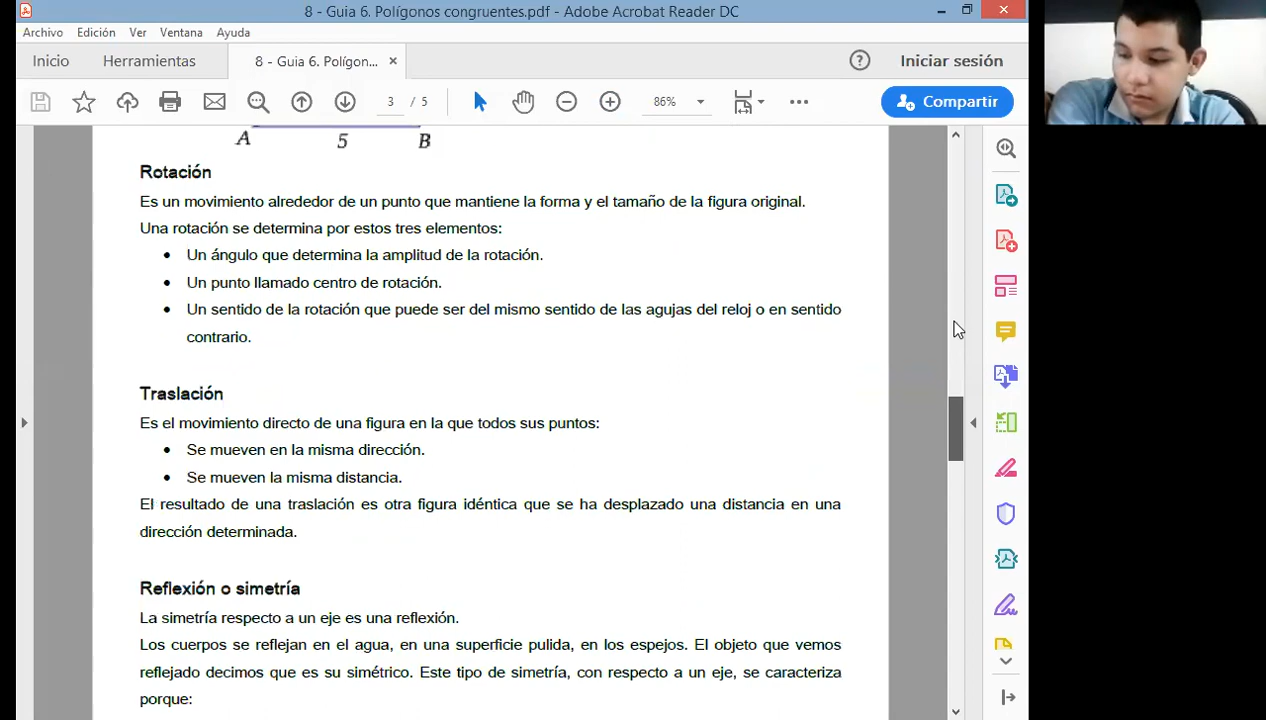 8 - Guia 6. Polígonos congruentes.pdf - Adobe Acrobat Reader DC
Archivo Edición Ver Ventana Ayuda
Inicio Herramientas 8 - Guia 6. Polígon... × Iniciar sesión
3 / 5 86% Compartir
A 5 B
Rotación
Es un movimiento alrededor de un punto que mantiene la forma y el tamaño de la figura original.
Una rotación se determina por estos tres elementos:
• Un ángulo que determina la amplitud de la rotación.
• Un punto llamado centro de rotación.
• Un sentido de la rotación que puede ser del mismo sentido de las agujas del reloj o en sentido
contrario.
Traslación
Es el movimiento directo de una figura en la que todos sus puntos:
• Se mueven en la misma dirección.
• Se mueven la misma distancia.
El resultado de una traslación es otra figura idéntica que se ha desplazado una distancia en una
dirección determinada.
Reflexión o simetría
La simetría respecto a un eje es una reflexión.
Los cuerpos se reflejan en el agua, en una superficie pulida, en los espejos. El objeto que vemos
reflejado decimos que es su simétrico. Este tipo de simetría, con respecto a un eje, se caracteriza
porque: